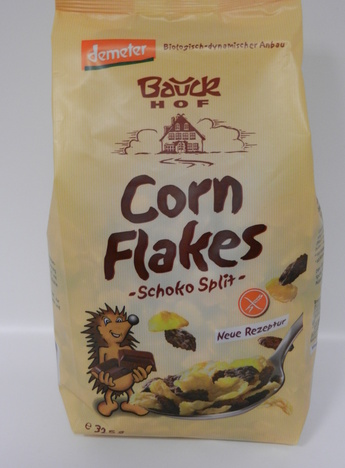 demeter
Biologisch-dynamischer Anbau
Bauck
HOF
Corn
Flakes
-Schoko Split-
Neue Rezeptur